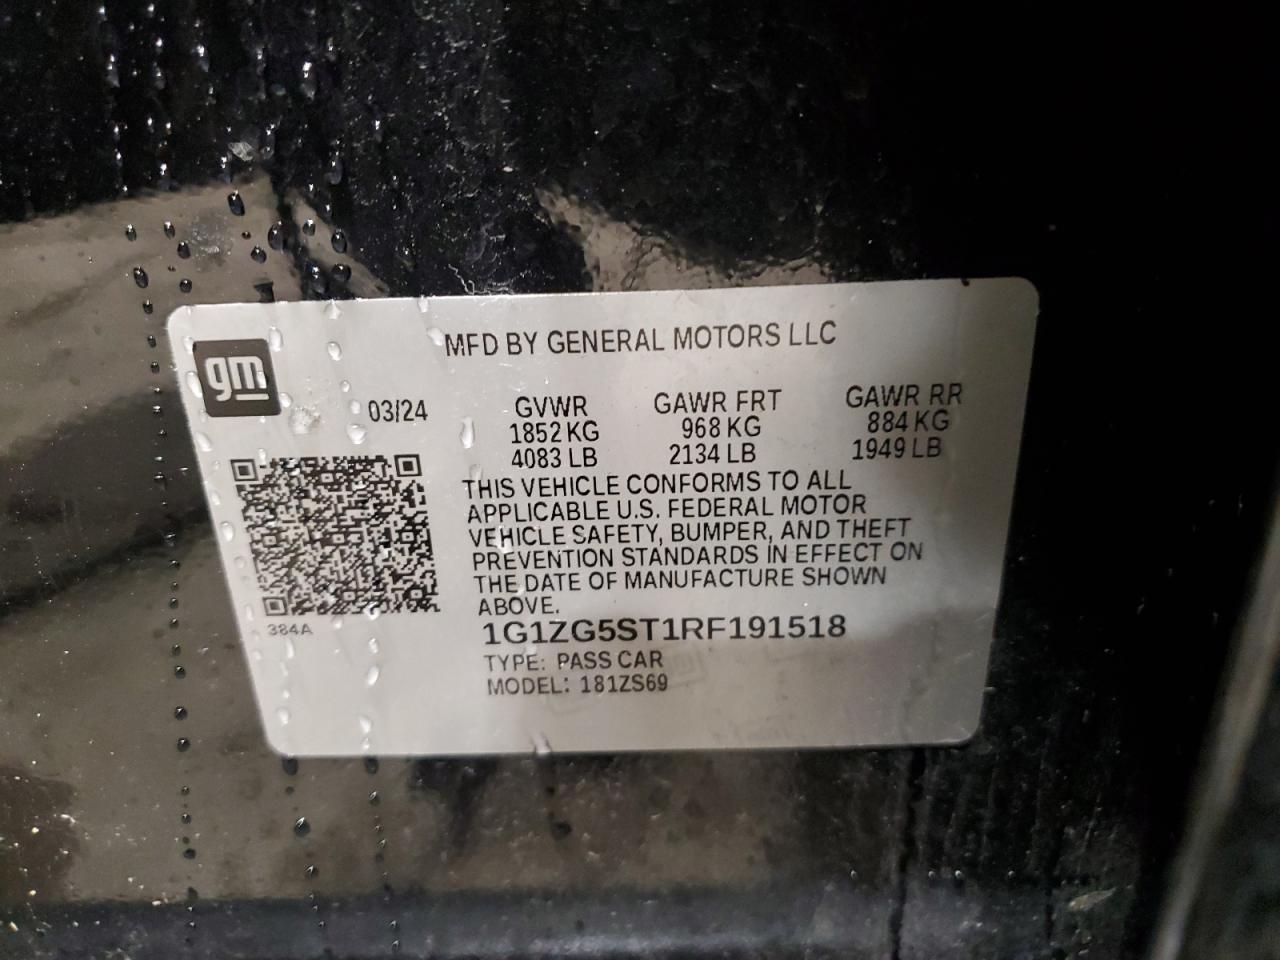 MFD BY GENERAL MOTORS LLC
gm
03/24
GVWR GAWR FRT GAWR RR
1852 KG 968 KG 884 KG
4083 LB 2134 LB 1949 LB
THIS VEHICLE CONFORMS TO ALL
APPLICABLE U.S. FEDERAL MOTOR
VEHICLE SAFETY, BUMPER, AND THEFT
PREVENTION STANDARDS IN EFFECT ON
THE DATE OF MANUFACTURE SHOWN
ABOVE.
384A
1G1ZG5ST1RF191518
TYPE: PASS CAR
MODEL: 181ZS69